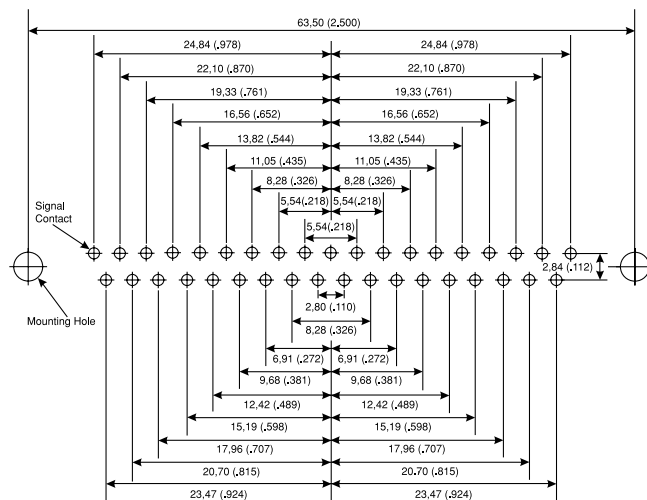 63,50 (2.500)
24,84 (.978) 24,84 (.978)
22,10 (.870) 22,10 (.870)
19,33 (.761) 19,33 (.761)
16,56 (.652) 16,56 (.652)
13,82 (.544) 13,82 (.544)
11,05 (.435) 11,05 (.435)
8,28 (.326) 8,28 (.326)
5,54(.218) 5,54(.218)
5,54(.218)
Signal
Contact
2,84 (.112)
Mounting Hole
2,80 (.110)
8,28 (.326)
6,91 (.272) 6,91 (.272)
9,68 (.381) 9,68 (.381)
12,42 (.489) 12,42 (.489)
15,19 (.598) 15,19 (.598)
17,96 (.707) 17,96 (.707)
20,70 (.815) 20.70 (.815)
23,47 (.924) 23,47 (.924)